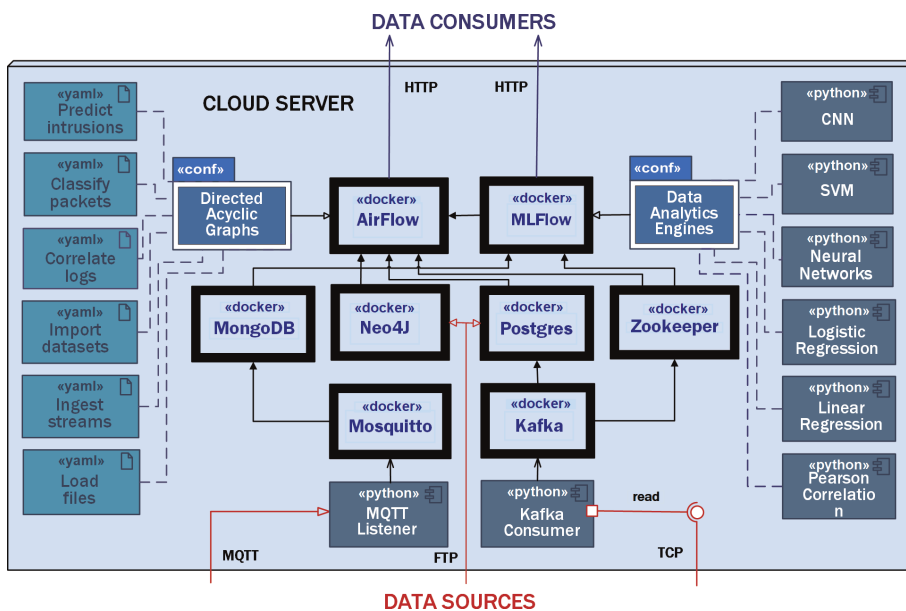 DATA CONSUMERS
HTTP
HTTP
CLOUD SERVER
«yaml»
Predict
intrusions
«yaml»
Classify
packets
«yaml»
Correlate
logs
«yaml»
Import
datasets
«yaml»
Ingest
streams
«yaml»
Load
files
«conf»
Directed
Acyclic
Graphs
«docker»
AirFlow
«docker»
MLFlow
«conf»
Data
Analytics
Engines
«docker»
MongoDB
«docker»
Neo4J
«docker»
Postgres
«docker»
Zookeeper
«docker»
Mosquitto
«docker»
Kafka
«python»
MQTT
Listener
«python»
Kafka
Consumer
read
«python»
CNN
«python»
SVM
«python»
Neural
Networks
«python»
Logistic
Regression
«python»
Linear
Regression
«python»
Pearson
Correlatio
n
MQTT
FTP
TCP
DATA SOURCES